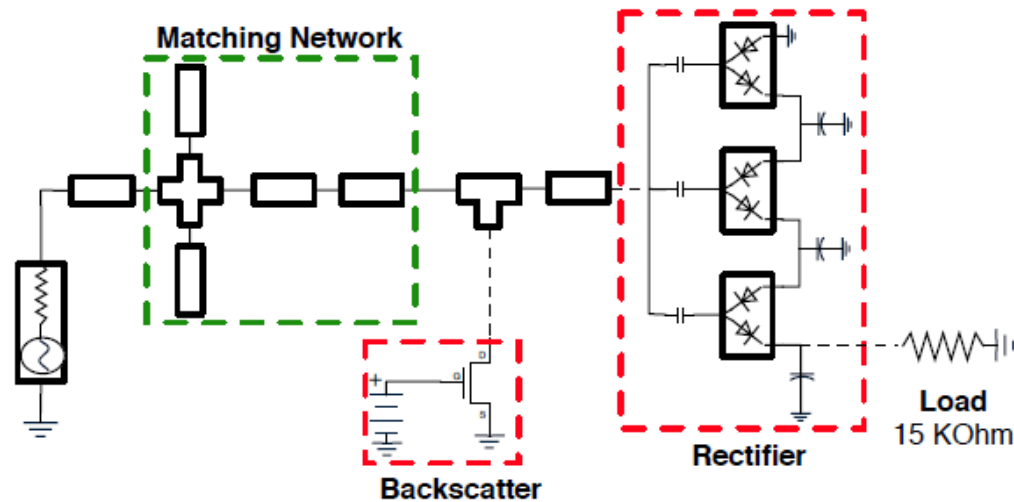 Matching Network
+
D
G
S
Backscatter
Rectifier
Load
15 KOhm